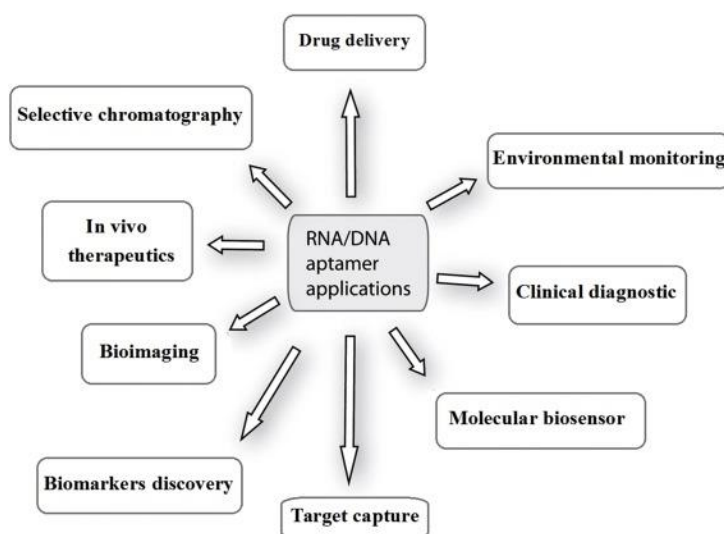 Drug delivery
Selective chromatography
Environmental monitoring
In vivo
therapeutics
RNA/DNA
aptamer
applications
Clinical diagnostic
Bioimaging
Molecular biosensor
Biomarkers discovery
Target capture